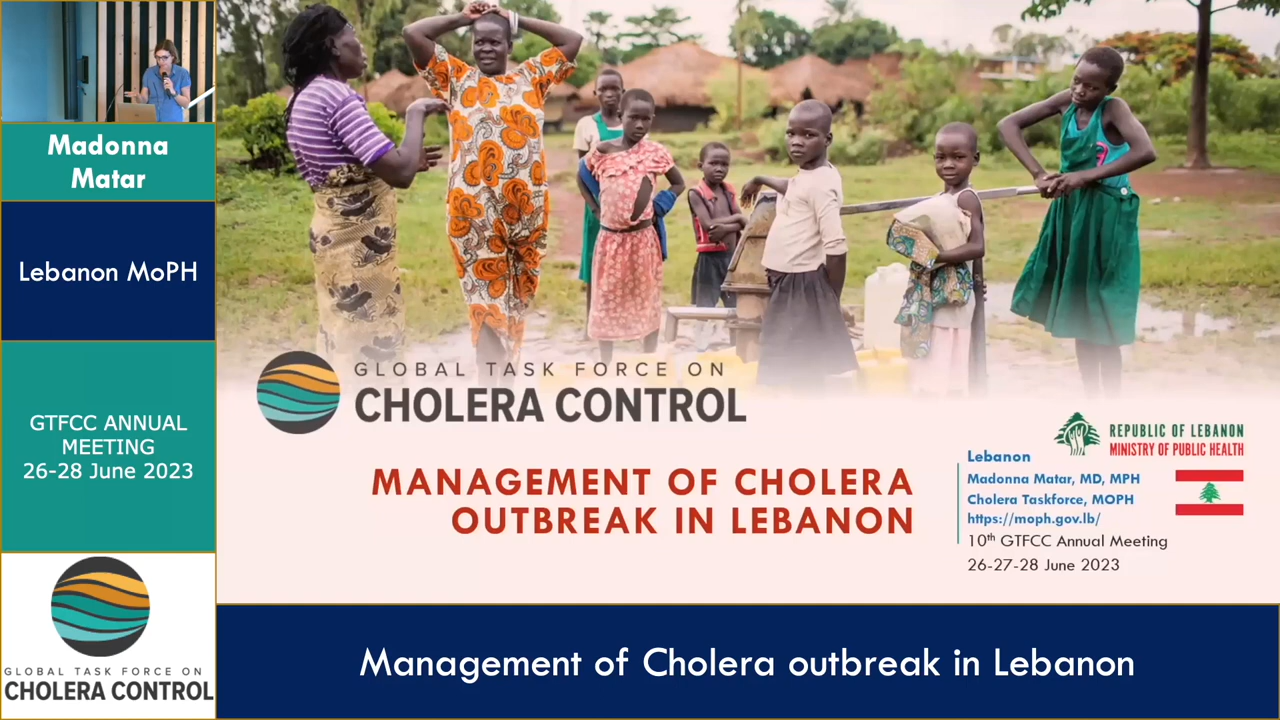 Madonna
Matar
Lebanon MoPH
GTFCC ANNUAL
MEETING
26-28 June 2023
GLOBAL TASK FORCE ON
CHOLERA CONTROL
GLOBAL TASK FORCE ON
CHOLERA CONTROL
MANAGEMENT OF CHOLERA
OUTBREAK IN LEBANON
REPUBLIC OF LEBANON
MINISTRY OF PUBLIC HEALTH
Lebanon
Madonna Matar, MD, MPH
Cholera Taskforce, MOPH
https://moph.gov.lb/
10th GTFCC Annual Meeting
26-27-28 June 2023
Management of Cholera outbreak in Lebanon